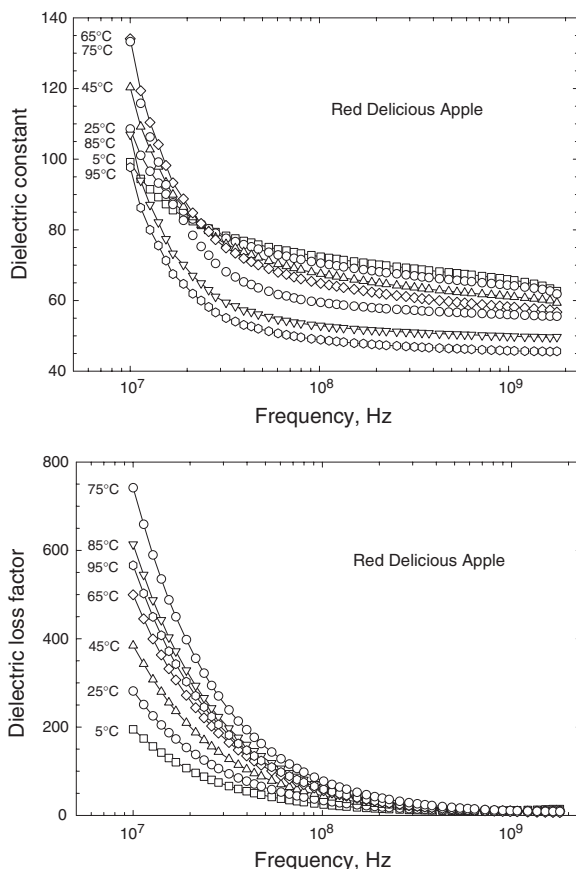 140
120
100
80
60
40
Dielectric constant
65°C
75°C
45°C
25°C
85°C
5°C
95°C
Red Delicious Apple
10⁷
10⁸
10⁹
Frequency, Hz
800
600
400
200
0
Dielectric loss factor
75°C
85°C
95°C
65°C
45°C
25°C
5°C
Red Delicious Apple
10⁷
10⁸
10⁹
Frequency, Hz